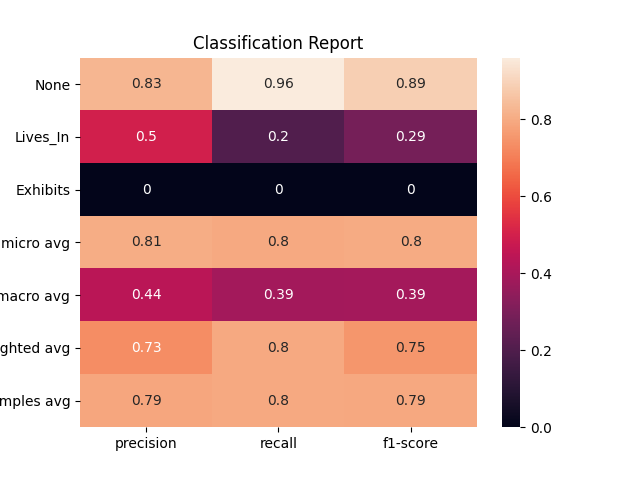 Classification Report
None 0.83 0.96 0.89
Lives_In 0.5 0.2 0.29
Exhibits 0 0 0
micro avg 0.81 0.8 0.8
macro avg 0.44 0.39 0.39
ghted avg 0.73 0.8 0.75
mples avg 0.79 0.8 0.79
precision recall f1-score
0.8
0.6
0.4
0.2
0.0